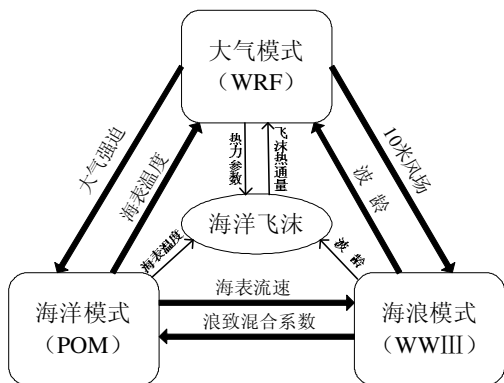 大气模式
（WRF）
大气强迫
海表温度
热力参数
飞沫热通量
波龄
10米风场
海洋飞沫
海表温度
波龄
海洋模式
（POM）
海表流速
浪致混合系数
海浪模式
（WWⅢ）